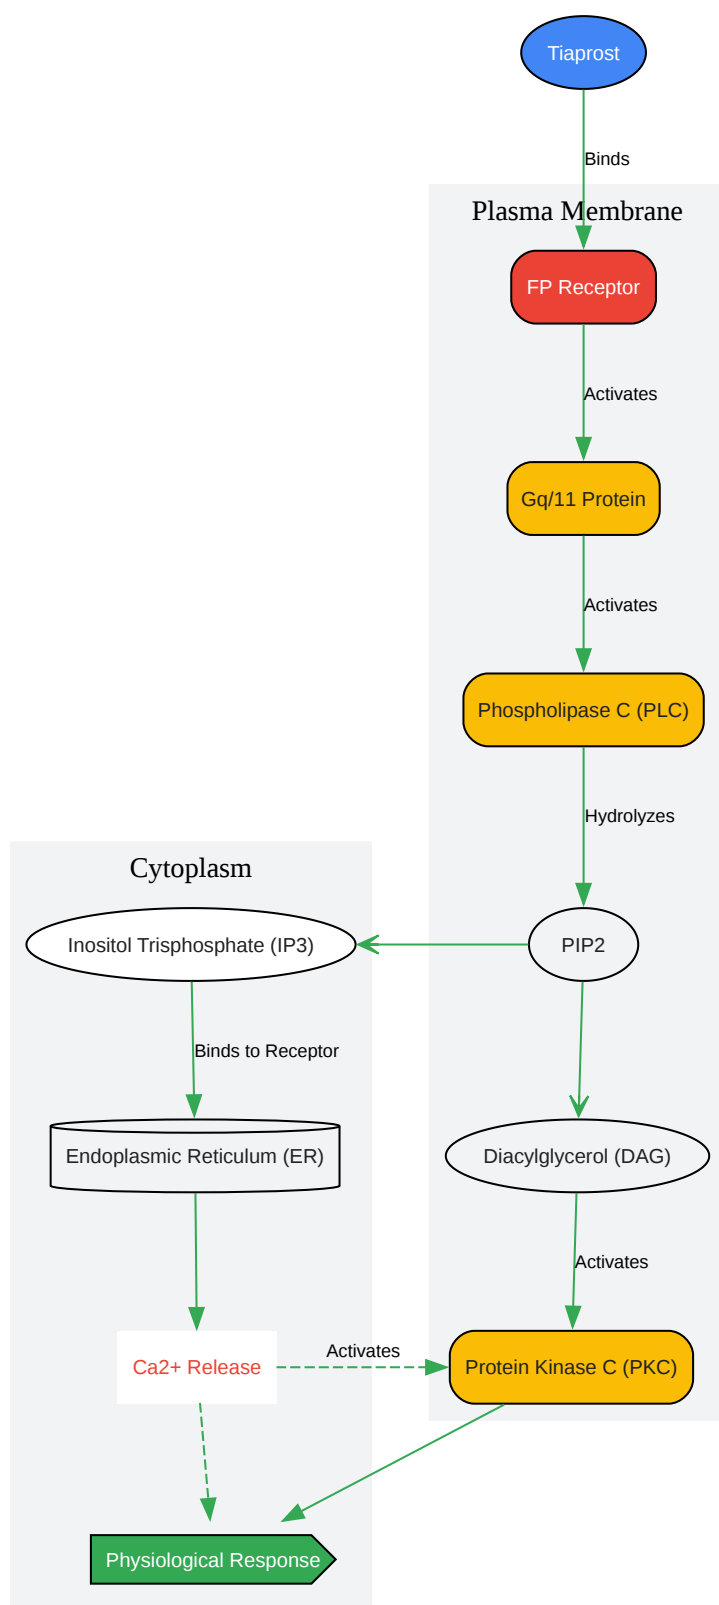 Tiaprost
Binds
Plasma Membrane
FP Receptor
Activates
Gq/11 Protein
Activates
Phospholipase C (PLC)
Hydrolyzes
Cytoplasm
Inositol Trisphosphate (IP3)
PIP2
Binds to Receptor
Endoplasmic Reticulum (ER)
Diacylglycerol (DAG)
Activates
Ca2+ Release
Activates
Protein Kinase C (PKC)
Physiological Response